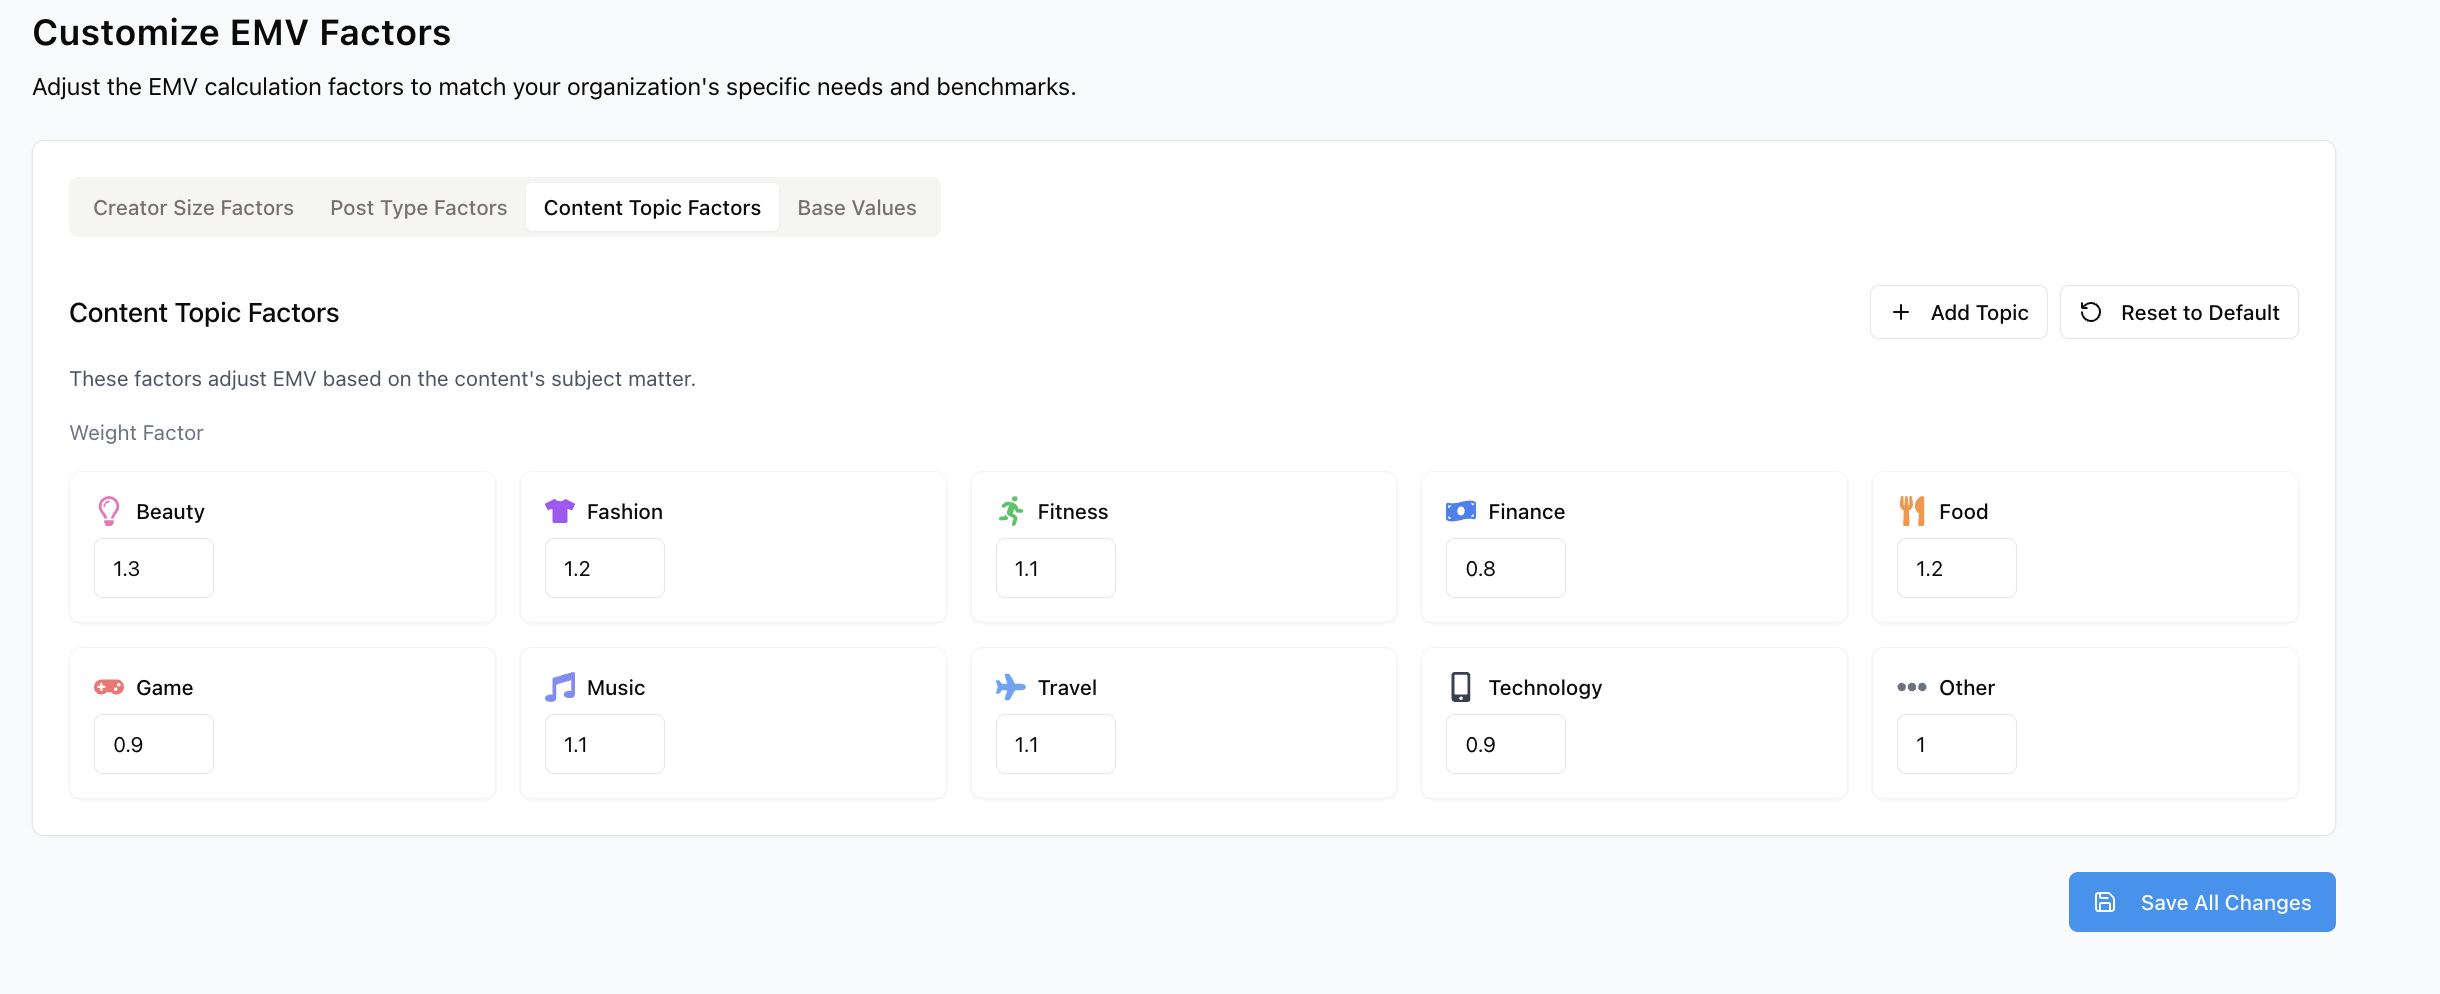 Customize EMV Factors
Adjust the EMV calculation factors to match your organization's specific needs and benchmarks.
Creator Size Factors Post Type Factors Content Topic Factors Base Values
Content Topic Factors Add Topic Reset to Default
These factors adjust EMV based on the content's subject matter.
Weight Factor
Beauty Fashion Fitness Finance Food
1.3 1.2 1.1 0.8 1.2
Game Music Travel Technology Other
0.9 1.1 1.1 0.9 1
Save All Changes